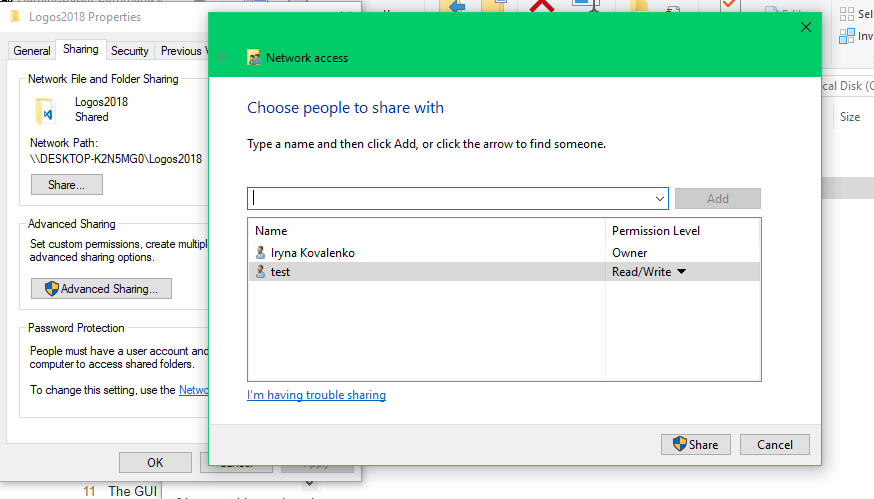 Logos2018 Properties
General
Sharing
Security
Previous
Network File and Folder Sharing
Logos2018
Shared
Network Path:
\\DESKTOP-K2N5MG0\Logos2018
Share...
Advanced Sharing
Set custom permissions, create multipl
advanced sharing options.
Advanced Sharing...
Password Protection
People must have a user account and
computer to access shared folders.
To change this setting, use the Netwo
OK
Network access
Choose people to share with
Type a name and then click Add, or click the arrow to find someone.
Add
Name
Permission Level
Iryna Kovalenko
Owner
test
Read/Write
I'm having trouble sharing
Share
Cancel
Sel
Inv
cal Disk (C
Size
11 The GUI